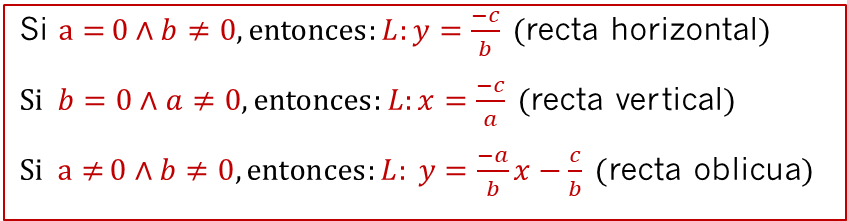 Si a = 0 ∧ b ≠ 0, entonces: L: y = −c/b (recta horizontal)
Si b = 0 ∧ a ≠ 0, entonces: L: x = −c/a (recta vertical)
Si a ≠ 0 ∧ b ≠ 0, entonces: L: y = −a/b x − c/b (recta oblicua)